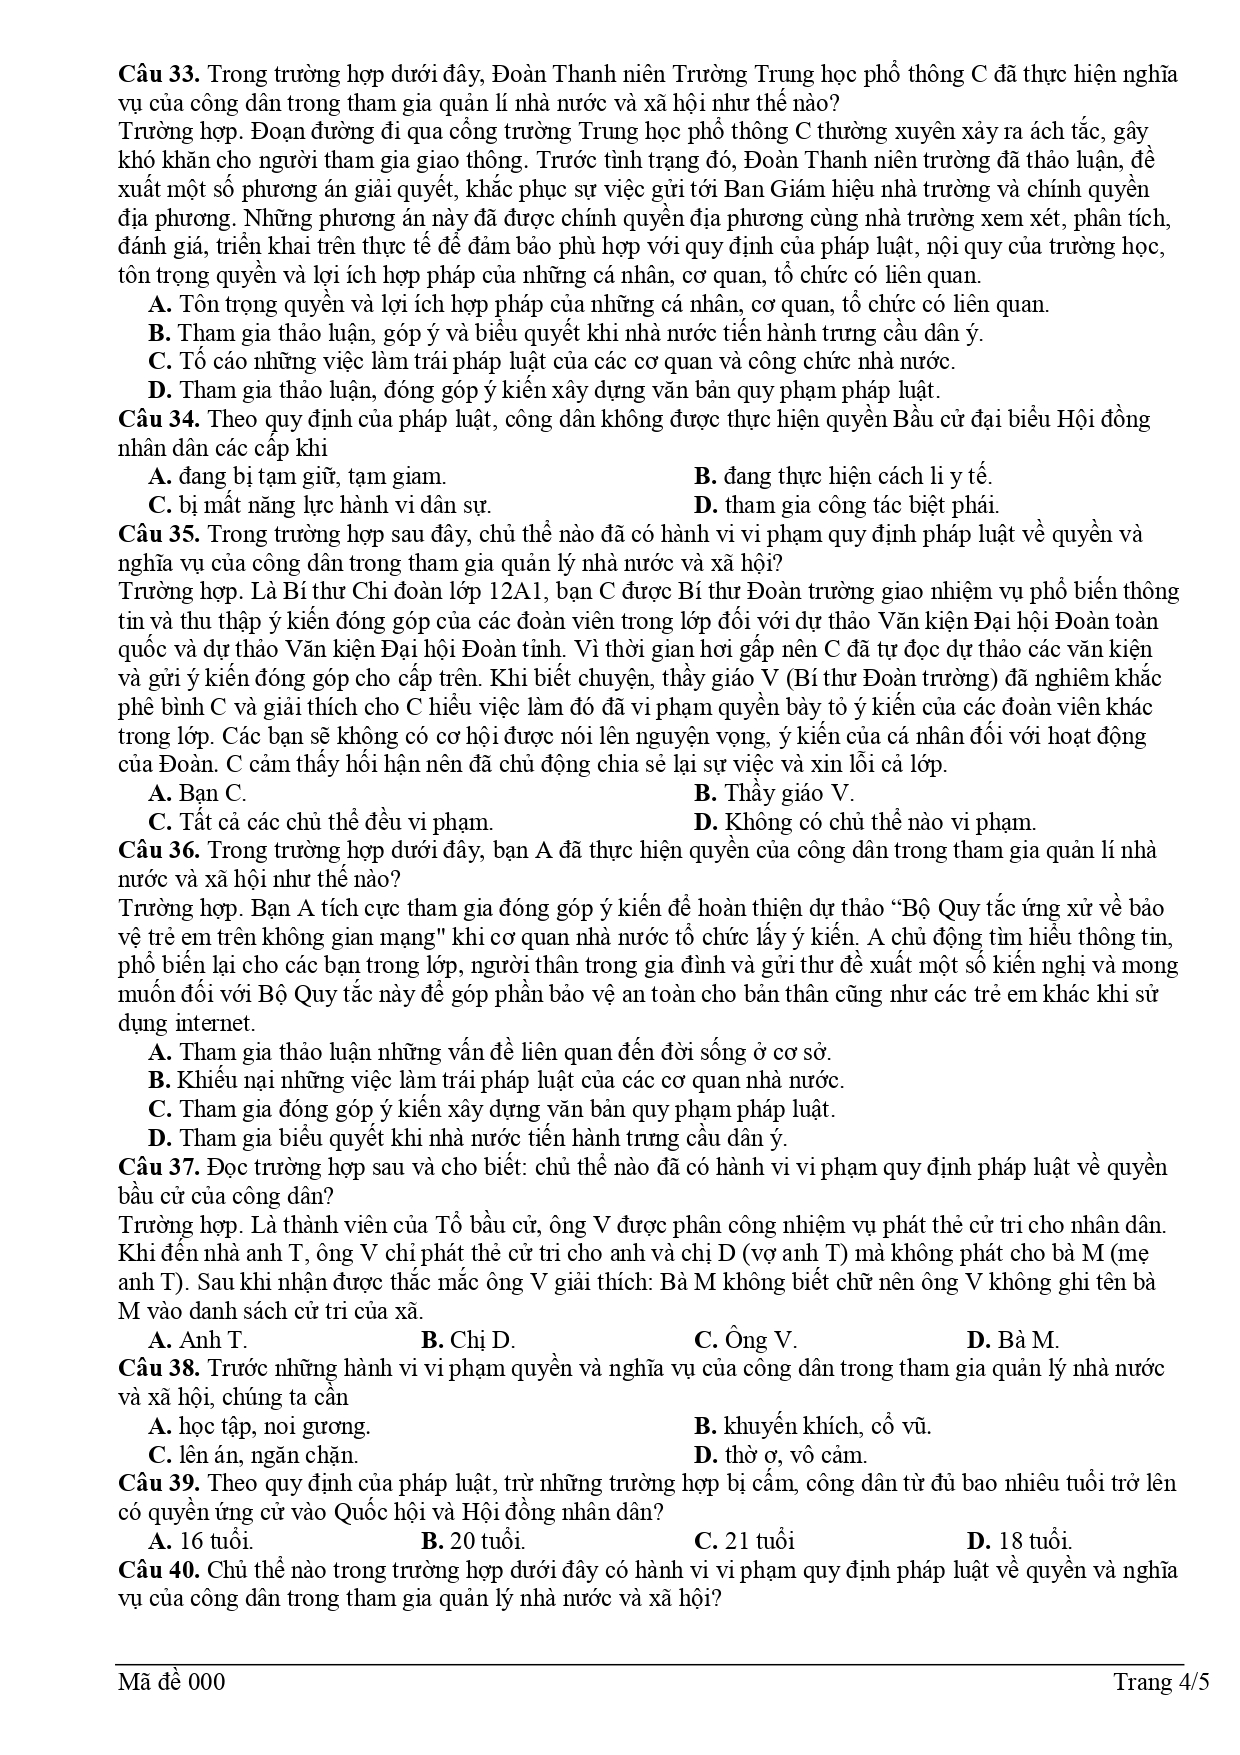 Câu 33. Trong trường hợp dưới đây, Đoàn Thanh niên Trường Trung học phổ thông C đã thực hiện nghĩa
vụ của công dân trong tham gia quản lí nhà nước và xã hội như thế nào?
Trường hợp. Đoạn đường đi qua cổng trường Trung học phổ thông C thường xuyên xảy ra ách tắc, gây
khó khăn cho người tham gia giao thông. Trước tình trạng đó, Đoàn Thanh niên trường đã thảo luận, đề
xuất một số phương án giải quyết, khắc phục sự việc gửi tới Ban Giám hiệu nhà trường và chính quyền
địa phương. Những phương án này đã được chính quyền địa phương cùng nhà trường xem xét, phân tích,
đánh giá, triển khai trên thực tế để đảm bảo phù hợp với quy định của pháp luật, nội quy của trường học,
tôn trọng quyền và lợi ích hợp pháp của những cá nhân, cơ quan, tổ chức có liên quan.
A. Tôn trọng quyền và lợi ích hợp pháp của những cá nhân, cơ quan, tổ chức có liên quan.
B. Tham gia thảo luận, góp ý và biểu quyết khi nhà nước tiến hành trưng cầu dân ý.
C. Tố cáo những việc làm trái pháp luật của các cơ quan và công chức nhà nước.
D. Tham gia thảo luận, đóng góp ý kiến xây dựng văn bản quy phạm pháp luật.
Câu 34. Theo quy định của pháp luật, công dân không được thực hiện quyền Bầu cử đại biểu Hội đồng
nhân dân các cấp khi
A. đang bị tạm giữ, tạm giam. B. đang thực hiện cách li y tế.
C. bị mất năng lực hành vi dân sự. D. tham gia công tác biệt phái.
Câu 35. Trong trường hợp sau đây, chủ thể nào đã có hành vi vi phạm quy định pháp luật về quyền và
nghĩa vụ của công dân trong tham gia quản lý nhà nước và xã hội?
Trường hợp. Là Bí thư Chi đoàn lớp 12A1, bạn C được Bí thư Đoàn trường giao nhiệm vụ phổ biến thông
tin và thu thập ý kiến đóng góp của các đoàn viên trong lớp đối với dự thảo Văn kiện Đại hội Đoàn toàn
quốc và dự thảo Văn kiện Đại hội Đoàn tỉnh. Vì thời gian hơi gấp nên C đã tự đọc dự thảo các văn kiện
và gửi ý kiến đóng góp cho cấp trên. Khi biết chuyện, thầy giáo V (Bí thư Đoàn trường) đã nghiêm khắc
phê bình C và giải thích cho C hiểu việc làm đó đã vi phạm quyền bày tỏ ý kiến của các đoàn viên khác
trong lớp. Các bạn sẽ không có cơ hội được nói lên nguyện vọng, ý kiến của cá nhân đối với hoạt động
của Đoàn. C cảm thấy hối hận nên đã chủ động chia sẻ lại sự việc và xin lỗi cả lớp.
A. Bạn C. B. Thầy giáo V.
C. Tất cả các chủ thể đều vi phạm. D. Không có chủ thể nào vi phạm.
Câu 36. Trong trường hợp dưới đây, bạn A đã thực hiện quyền của công dân trong tham gia quản lí nhà
nước và xã hội như thế nào?
Trường hợp. Bạn A tích cực tham gia đóng góp ý kiến để hoàn thiện dự thảo “Bộ Quy tắc ứng xử về bảo
vệ trẻ em trên không gian mạng" khi cơ quan nhà nước tổ chức lấy ý kiến. A chủ động tìm hiểu thông tin,
phổ biến lại cho các bạn trong lớp, người thân trong gia đình và gửi thư đề xuất một số kiến nghị và mong
muốn đối với Bộ Quy tắc này để góp phần bảo vệ an toàn cho bản thân cũng như các trẻ em khác khi sử
dụng internet.
A. Tham gia thảo luận những vấn đề liên quan đến đời sống ở cơ sở.
B. Khiếu nại những việc làm trái pháp luật của các cơ quan nhà nước.
C. Tham gia đóng góp ý kiến xây dựng văn bản quy phạm pháp luật.
D. Tham gia biểu quyết khi nhà nước tiến hành trưng cầu dân ý.
Câu 37. Đọc trường hợp sau và cho biết: chủ thể nào đã có hành vi vi phạm quy định pháp luật về quyền
bầu cử của công dân?
Trường hợp. Là thành viên của Tổ bầu cử, ông V được phân công nhiệm vụ phát thẻ cử tri cho nhân dân.
Khi đến nhà anh T, ông V chỉ phát thẻ cử tri cho anh và chị D (vợ anh T) mà không phát cho bà M (mẹ
anh T). Sau khi nhận được thắc mắc ông V giải thích: Bà M không biết chữ nên ông V không ghi tên bà
M vào danh sách cử tri của xã.
A. Anh T. B. Chị D. C. Ông V. D. Bà M.
Câu 38. Trước những hành vi vi phạm quyền và nghĩa vụ của công dân trong tham gia quản lý nhà nước
và xã hội, chúng ta cần
A. học tập, noi gương. B. khuyến khích, cổ vũ.
C. lên án, ngăn chặn. D. thờ ơ, vô cảm.
Câu 39. Theo quy định của pháp luật, trừ những trường hợp bị cấm, công dân từ đủ bao nhiêu tuổi trở lên
có quyền ứng cử vào Quốc hội và Hội đồng nhân dân?
A. 16 tuổi. B. 20 tuổi. C. 21 tuổi D. 18 tuổi.
Câu 40. Chủ thể nào trong trường hợp dưới đây có hành vi vi phạm quy định pháp luật về quyền và nghĩa
vụ của công dân trong tham gia quản lý nhà nước và xã hội?
Mã đề 000 Trang 4/5